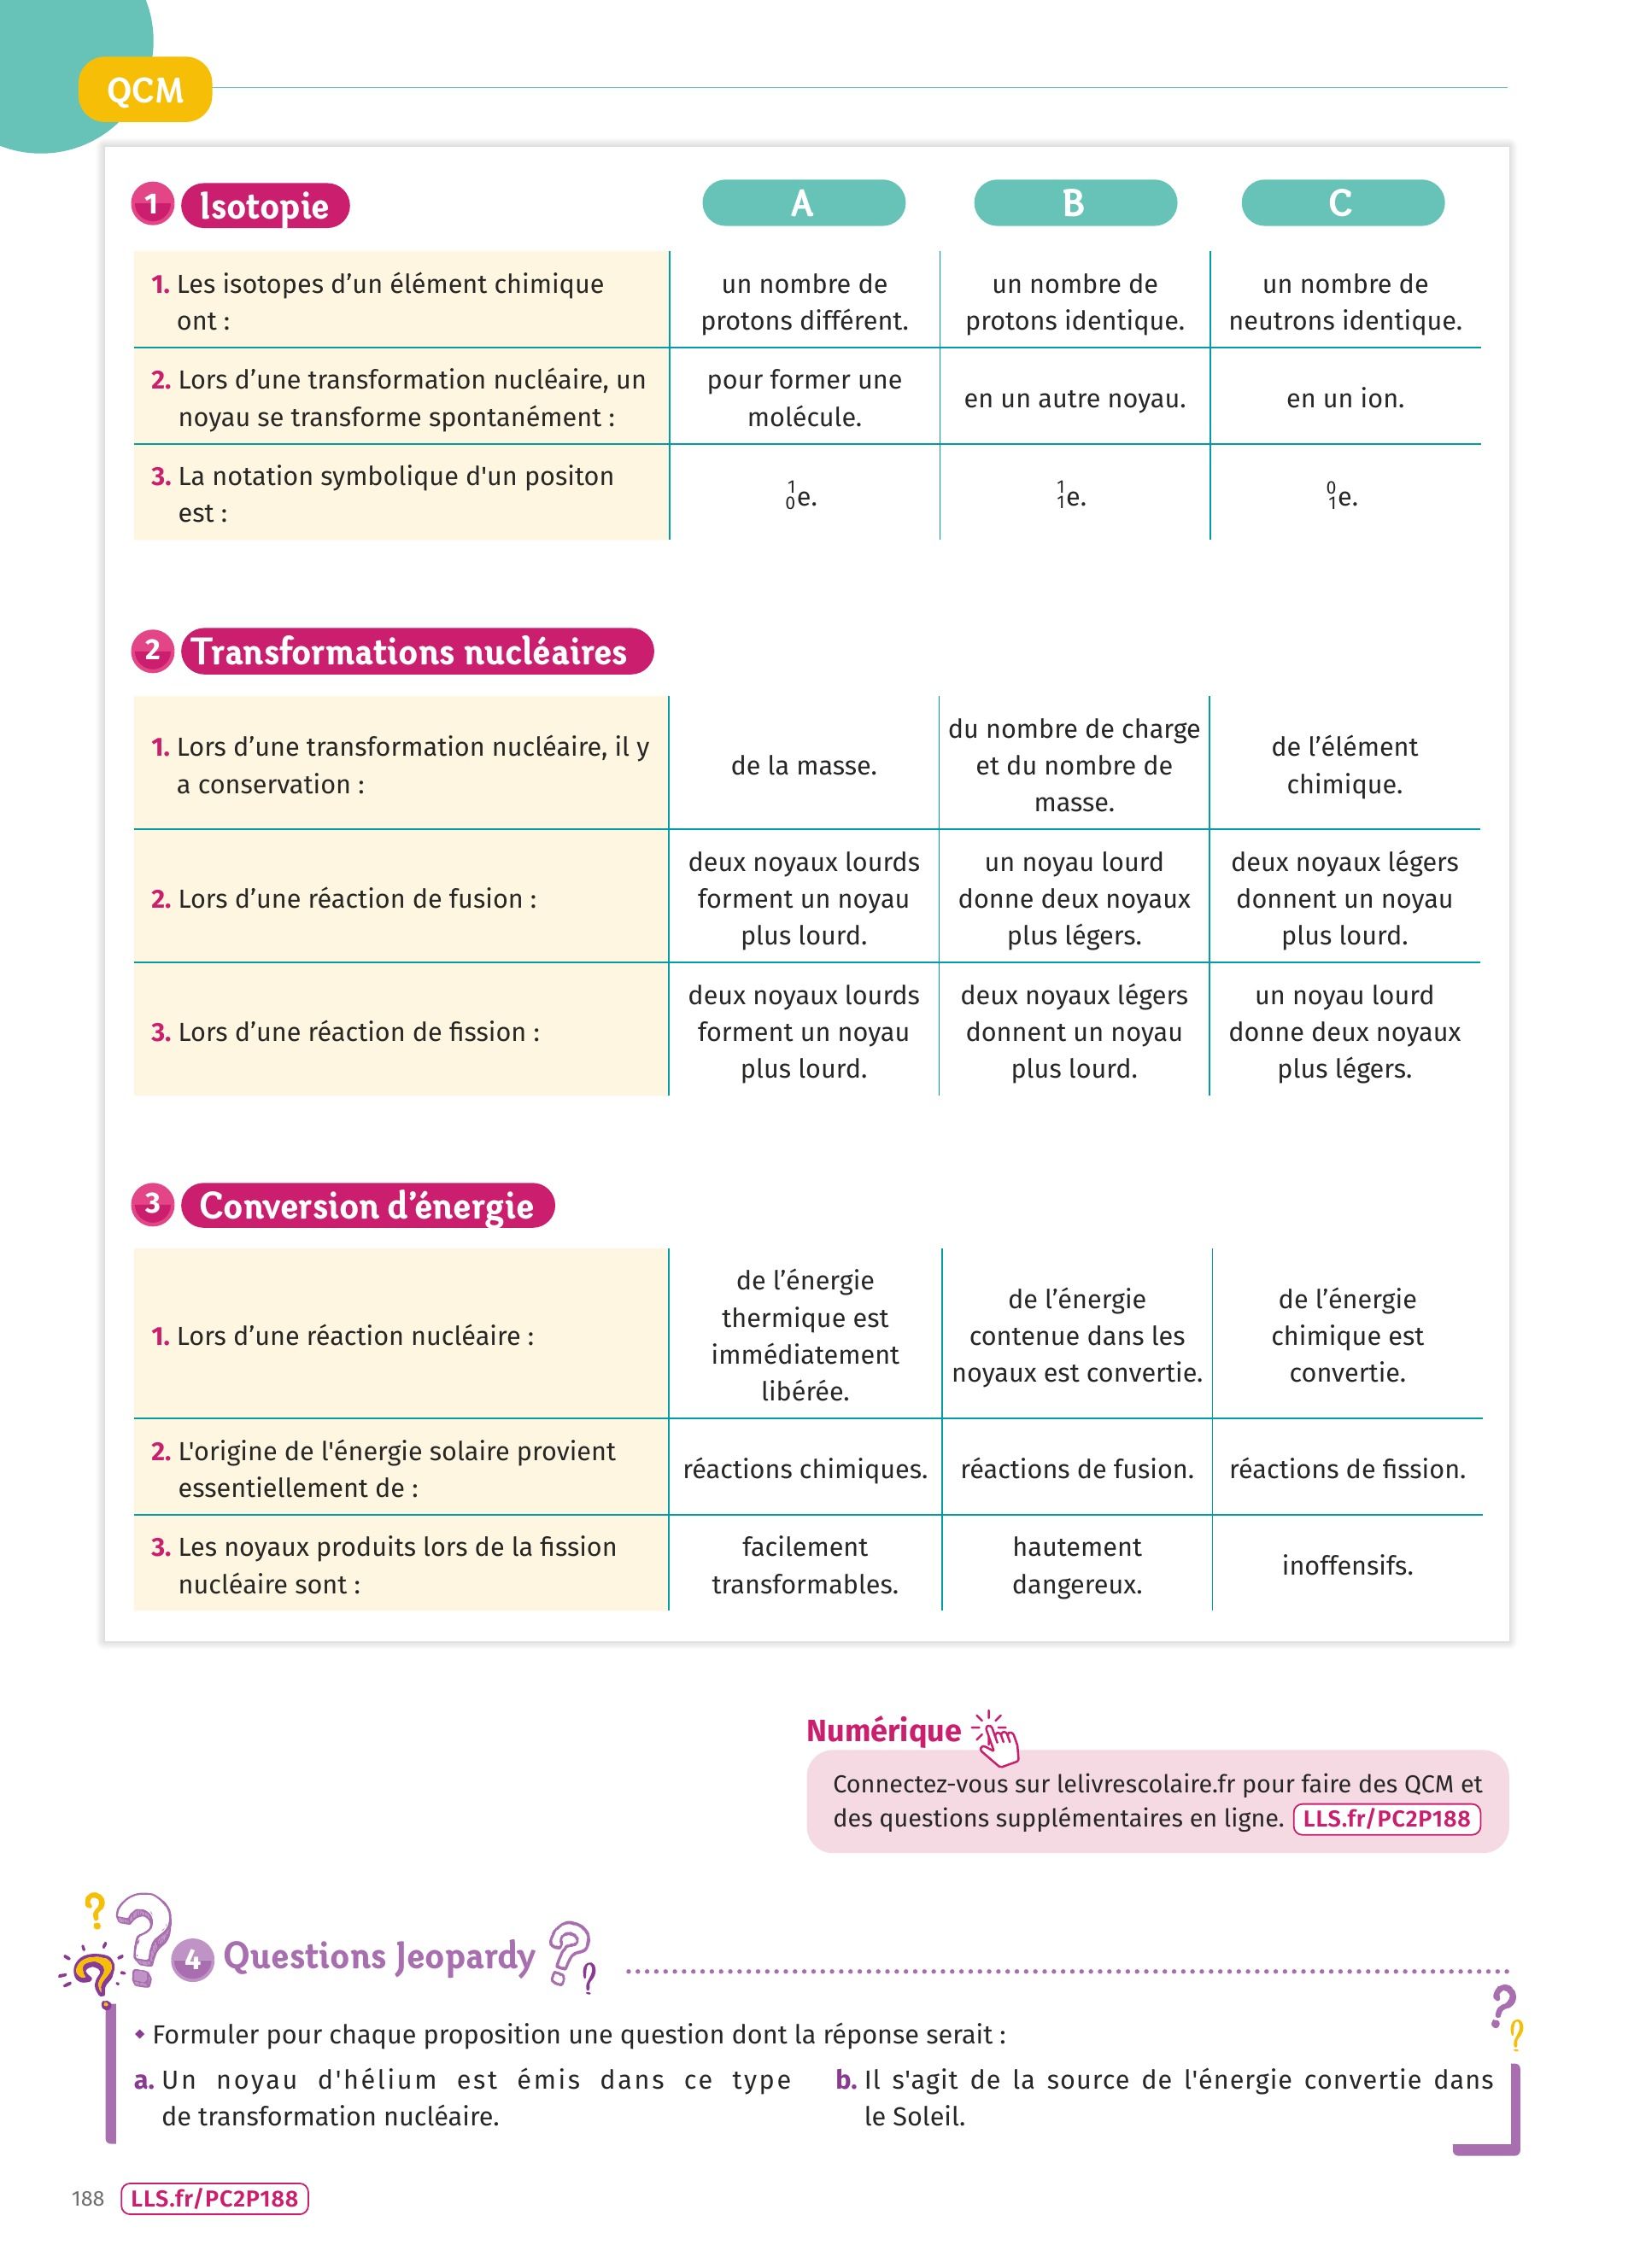 QCM
1 Isotopie
A
B
C
1. Les isotopes d’un élément chimique
ont :
un nombre de
protons différent.
un nombre de
protons identique.
un nombre de
neutrons identique.
2. Lors d’une transformation nucléaire, un
noyau se transforme spontanément :
pour former une
molécule.
en un autre noyau.
en un ion.
3. La notation symbolique d'un positon
est :
¹₀e.
¹₁e.
⁰₁e.
2 Transformations nucléaires
1. Lors d’une transformation nucléaire, il y
a conservation :
de la masse.
du nombre de charge
et du nombre de
masse.
de l’élément
chimique.
2. Lors d’une réaction de fusion :
deux noyaux lourds
forment un noyau
plus lourd.
un noyau lourd
donne deux noyaux
plus légers.
deux noyaux légers
donnent un noyau
plus lourd.
3. Lors d’une réaction de fission :
deux noyaux lourds
forment un noyau
plus lourd.
deux noyaux légers
donnent un noyau
plus lourd.
un noyau lourd
donne deux noyaux
plus légers.
3 Conversion d’énergie
1. Lors d’une réaction nucléaire :
de l’énergie
thermique est
immédiatement
libérée.
de l’énergie
contenue dans les
noyaux est convertie.
de l’énergie
chimique est
convertie.
2. L'origine de l'énergie solaire provient
essentiellement de :
réactions chimiques.
réactions de fusion.
réactions de fission.
3. Les noyaux produits lors de la fission
nucléaire sont :
facilement
transformables.
hautement
dangereux.
inoffensifs.
Numérique
Connectez-vous sur lelivrescolaire.fr pour faire des QCM et
des questions supplémentaires en ligne. LLS.fr/PC2P188
4 Questions Jeopardy
Formuler pour chaque proposition une question dont la réponse serait :
a. Un noyau d'hélium est émis dans ce type
de transformation nucléaire.
b. Il s'agit de la source de l'énergie convertie dans
le Soleil.
188 LLS.fr/PC2P188